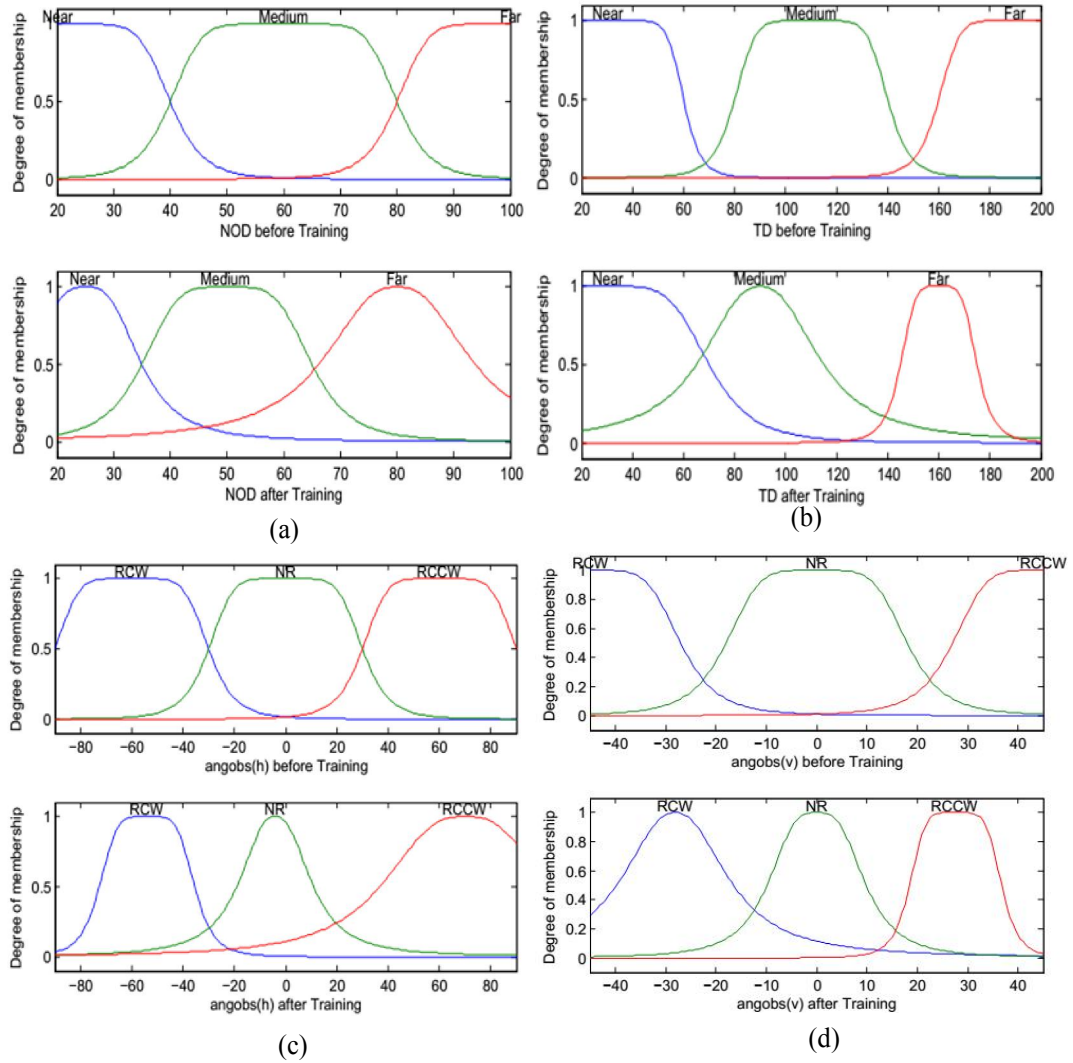 Near Medium Far
Degree of membership
1
0.5
0
20 30 40 50 60 70 80 90 100
NOD before Training
Near 'Medium' Far
Degree of membership
1
0.5
0
20 40 60 80 100 120 140 160 180 200
TD before Training
Near Medium Far
Degree of membership
1
0.5
0
20 30 40 50 60 70 80 90 100
NOD after Training
(a)
Near 'Medium' Far
Degree of membership
1
0.5
0
20 40 60 80 100 120 140 160 180 200
TD after Training
(b)
RCW NR RCCW
Degree of membership
1
0.5
0
−80 −60 −40 −20 0 20 40 60 80
angobs(h) before Training
RCW NR RCCW
Degree of membership
1
0.8
0.6
0.4
0.2
0
−40 −30 −20 −10 0 10 20 30 40
angobs(v) before Training
RCW NR' RCCW
Degree of membership
1
0.5
0
−80 −60 −40 −20 0 20 40 60 80
angobs(h) after Training
(c)
RCW NR RCCW
Degree of membership
1
0.8
0.6
0.4
0.2
0
−40 −30 −20 −10 0 10 20 30 40
angobs(v) after Training
(d)